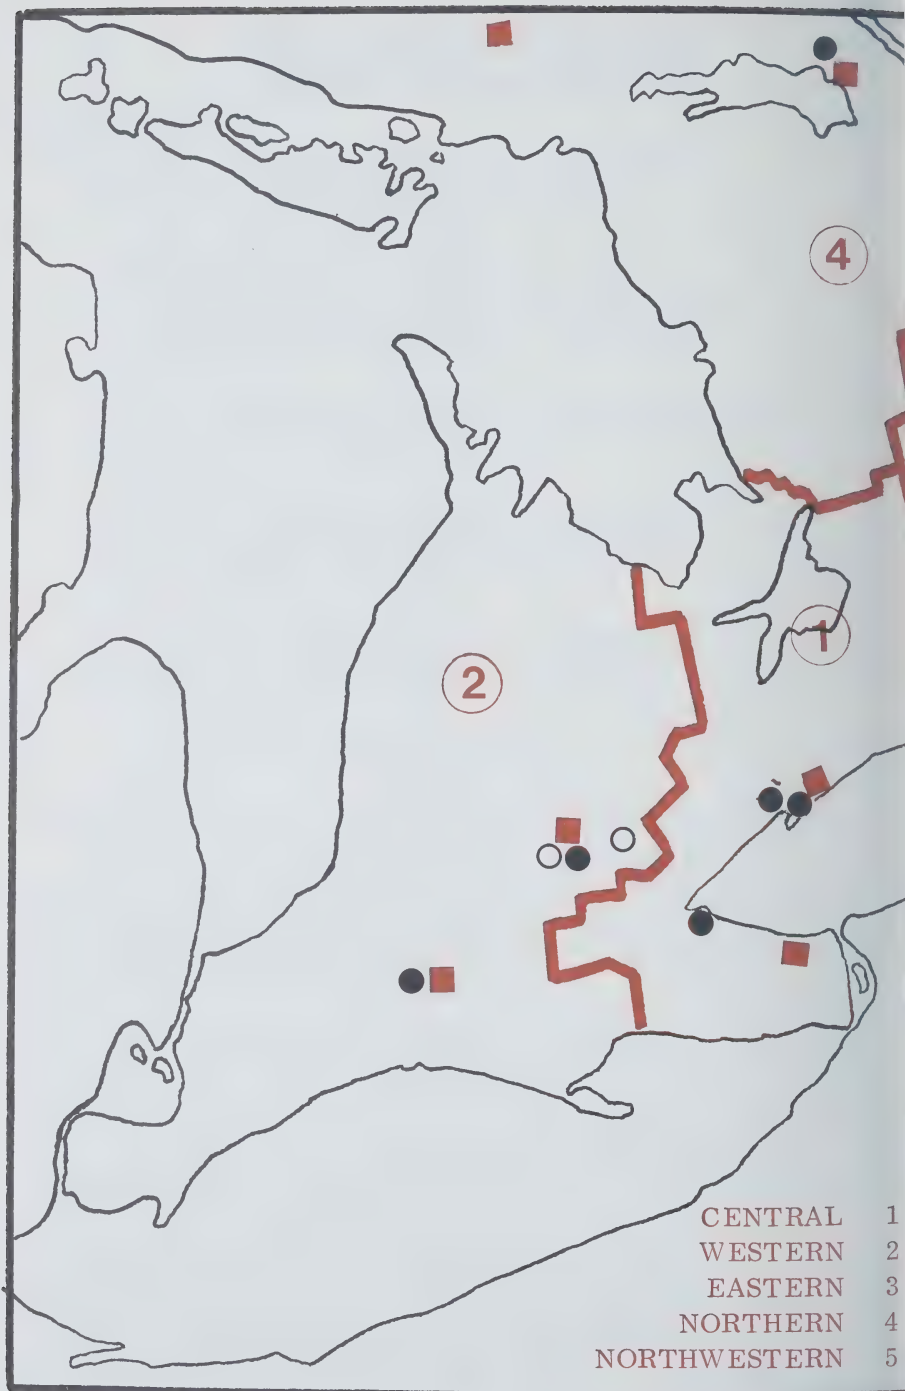 4
1
2
CENTRAL 1
WESTERN 2
EASTERN 3
NORTHERN 4
NORTHWESTERN 5